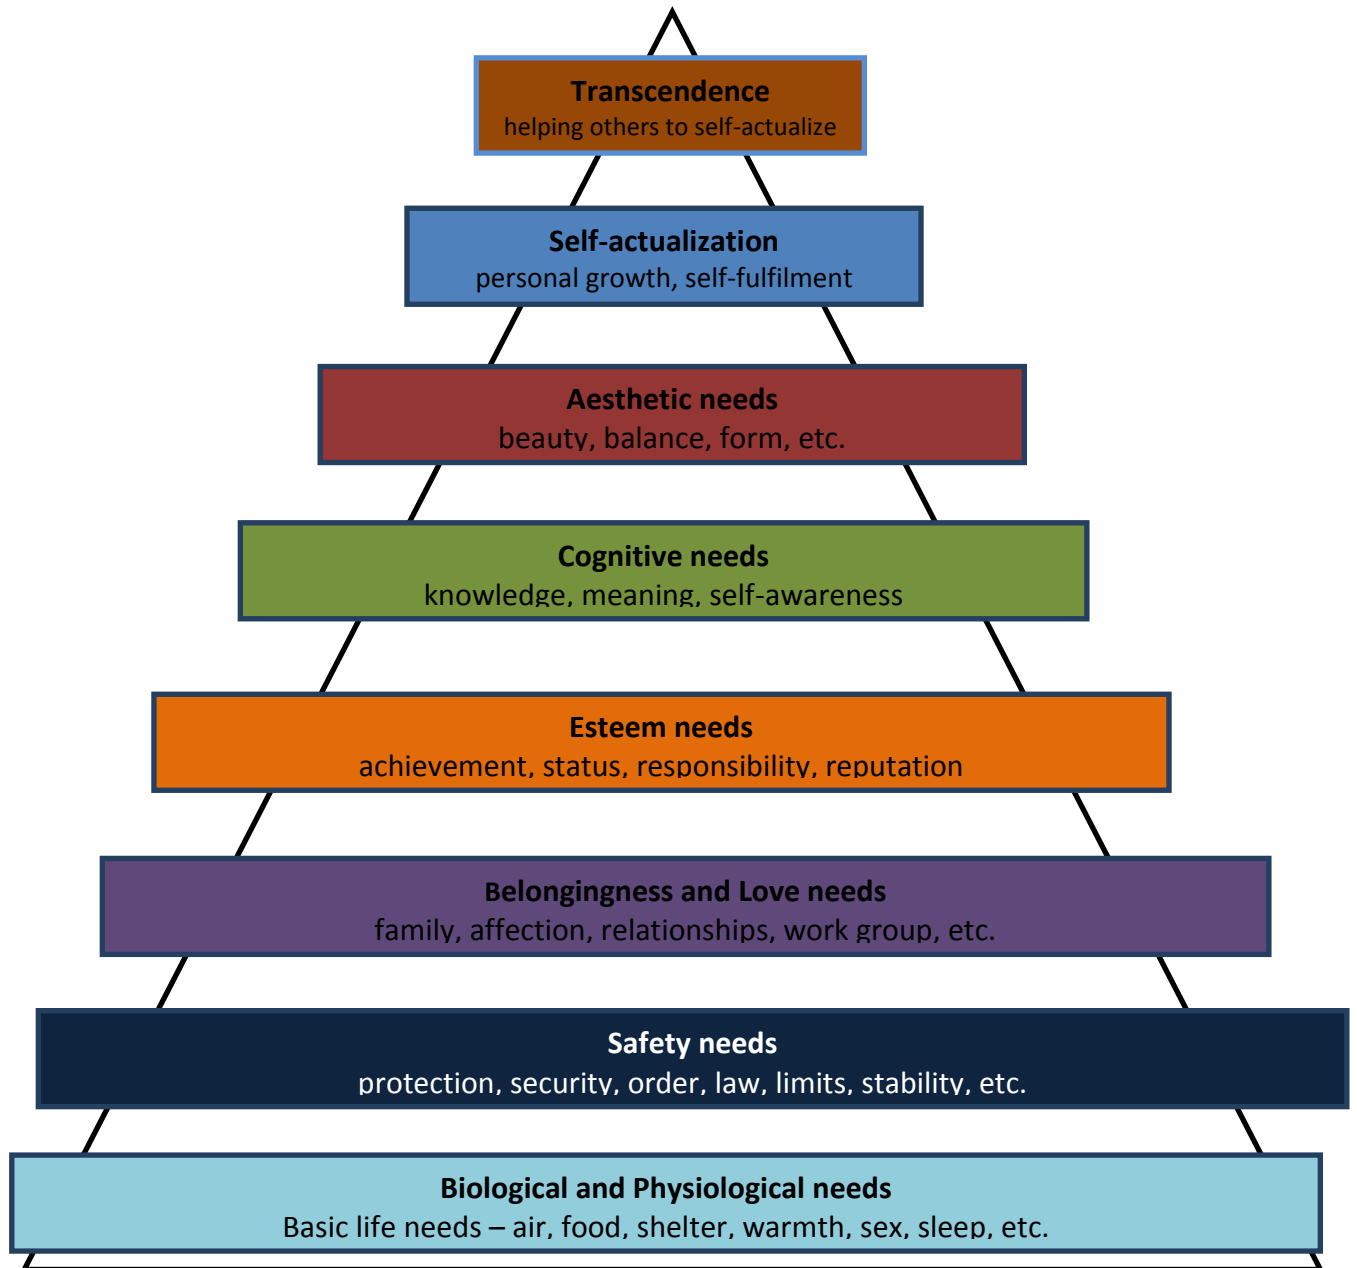 Transcendence
helping others to self-actualize
Self-actualization
personal growth, self-fulfilment
Aesthetic needs
beauty, balance, form, etc.
Cognitive needs
knowledge, meaning, self-awareness
Esteem needs
achievement, status, responsibility, reputation
Belongingness and Love needs
family, affection, relationships, work group, etc.
Safety needs
protection, security, order, law, limits, stability, etc.
Biological and Physiological needs
Basic life needs – air, food, shelter, warmth, sex, sleep, etc.